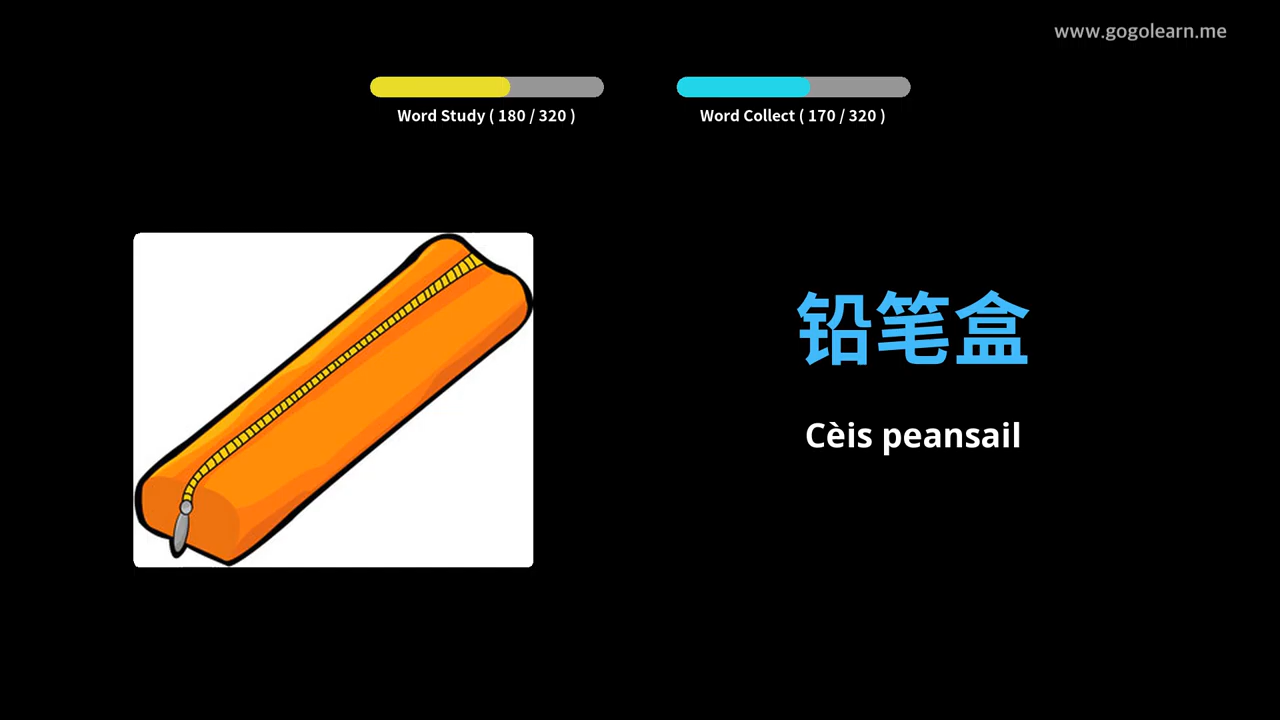 www.gogolearn.me
Word Study ( 180 / 320 )
Word Collect ( 170 / 320 )
铅笔盒
Cèis peansail